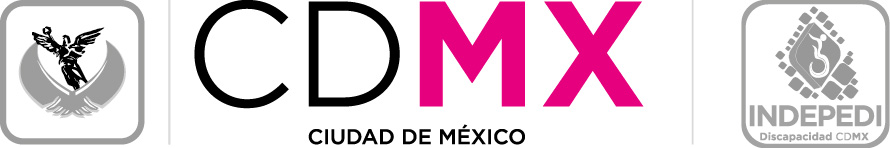 CDMX
CIUDAD DE MÉXICO
INDEPEDI
Discapacidad CDMX